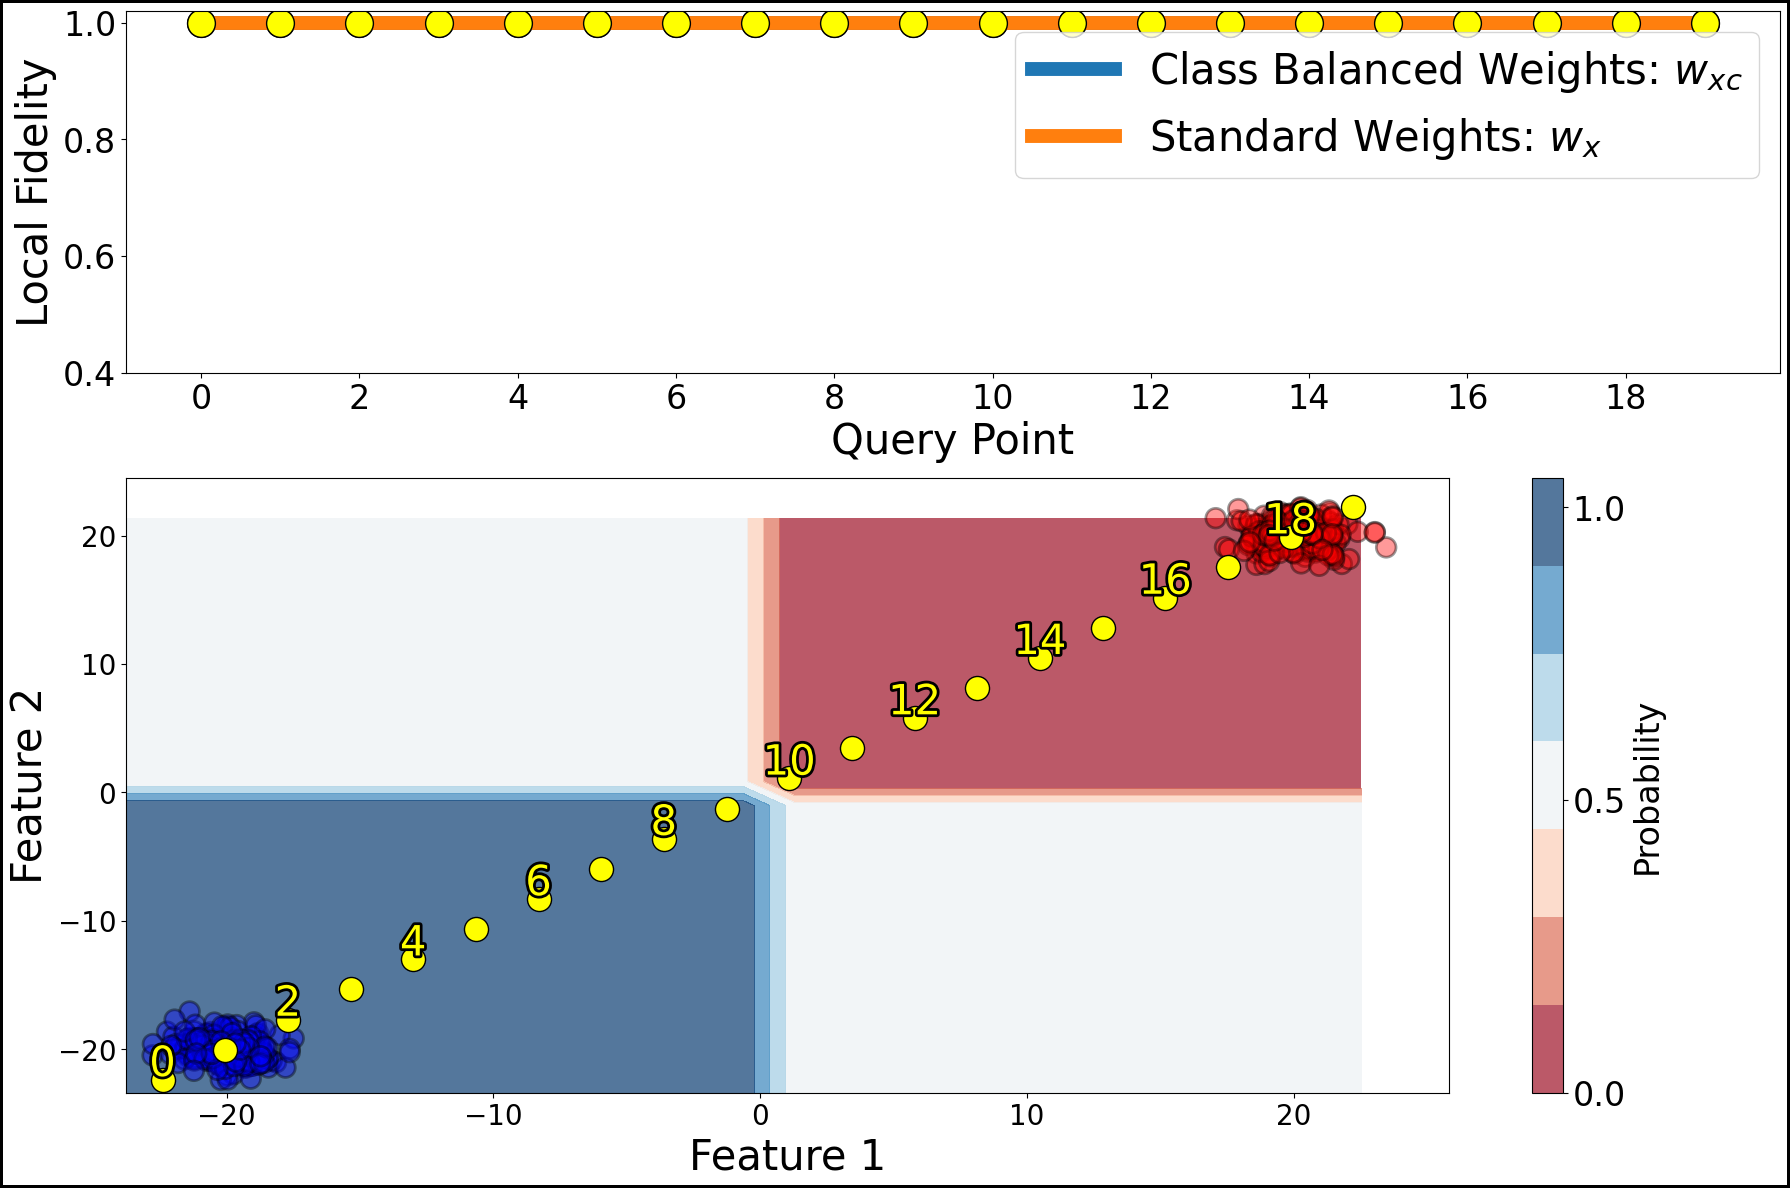 1.0
0.8
0.6
0.4
Local Fidelity
Class Balanced Weights: w_xc
Standard Weights: w_x
0 2 4 6 8 10 12 14 16 18
Query Point
20
10
0
−10
−20
Feature 2
0
2
4
6
8
10
12
14
16
18
−20 −10 0 10 20
Feature 1
1.0
0.5
0.0
Probability